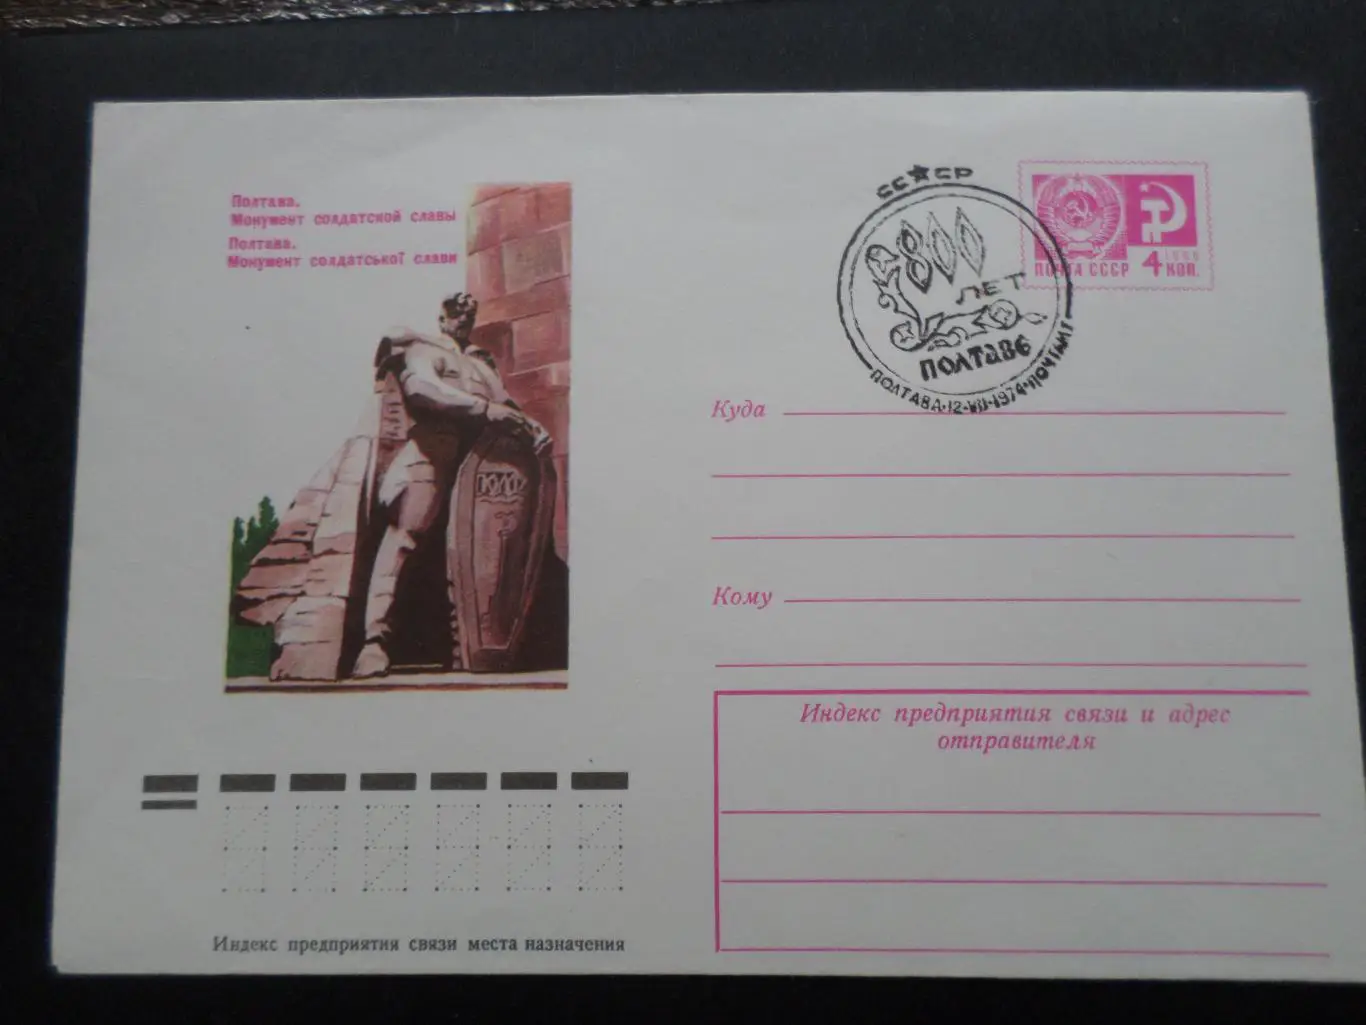 Полтава.
Монумент солдатской славы
Полтава.
Монумент солдатської слави
СССР
800
ЛЕТ
ПОЛТАВЕ
ПОЛТАВА·12-VII-1974·ПОЧТАМТ
ПОЧТА СССР 4 КОП.
1966
Куда
Кому
Индекс предприятия связи и адрес
отправителя
Индекс предприятия связи места назначения